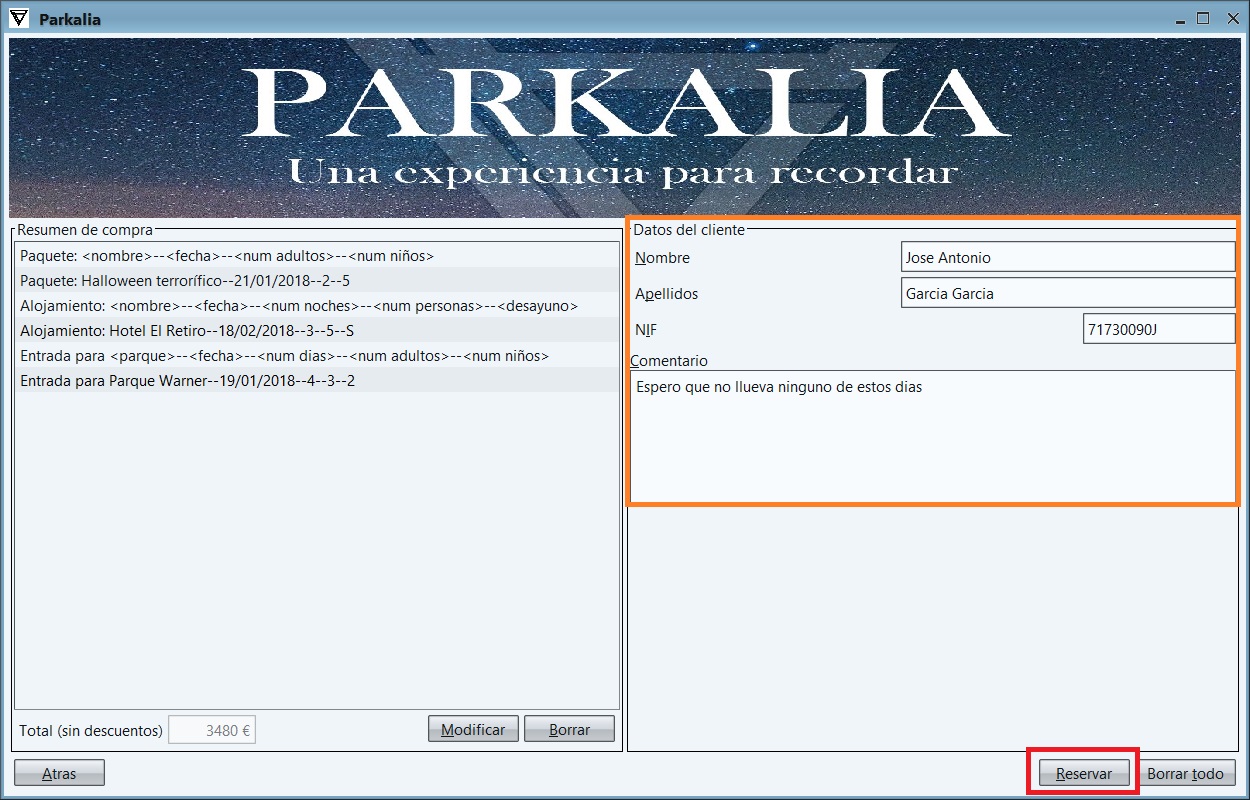 Parkalia
PARKALIA
Una experiencia para recordar
Resumen de compra
Paquete: <nombre>--<fecha>--<num adultos>--<num niños>
Paquete: Halloween terrorífico--21/01/2018--2--5
Alojamiento: <nombre>--<fecha>--<num noches>--<num personas>--<desayuno>
Alojamiento: Hotel El Retiro--18/02/2018--3--5--S
Entrada para <parque>--<fecha>--<num dias>--<num adultos>--<num niños>
Entrada para Parque Warner--19/01/2018--4--3--2
Total (sin descuentos)
3480 €
Modificar
Borrar
Datos del cliente
Nombre
Jose Antonio
Apellidos
Garcia Garcia
NIF
71730090J
Comentario
Espero que no llueva ninguno de estos dias
Atras
Reservar
Borrar todo